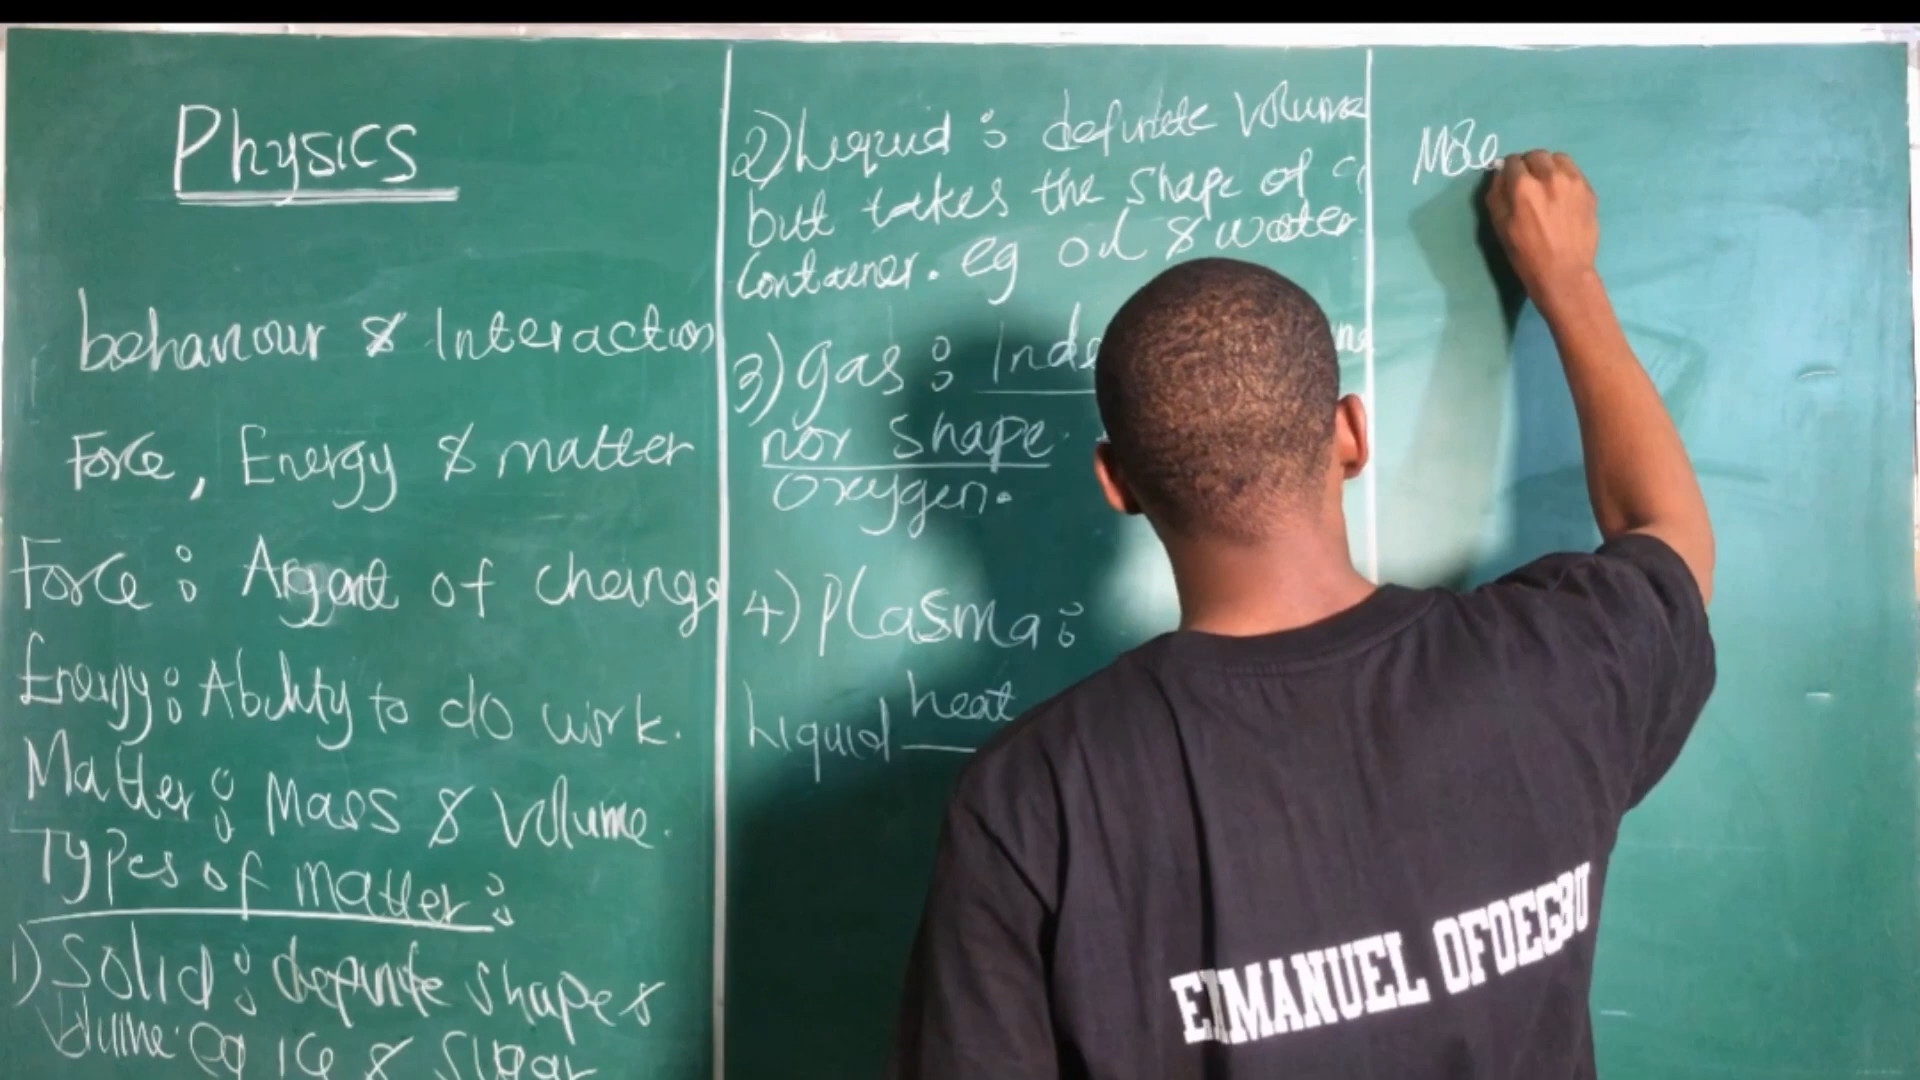 Physics
behaviour & Interaction
Force, Energy & matter
Force: Agent of change
Energy: Ability to do work.
Matter: Mass & volume.
Types of matter:
1) Solid: definite shape &
volume. eg ice & sugar
2) Liquid: definite volume
but takes the shape of a
container. eg oil & water
3) gas: Inde
nor shape
oxygen.
4) Plasma:
Liquid heat
EMMANUEL OFOEGBU